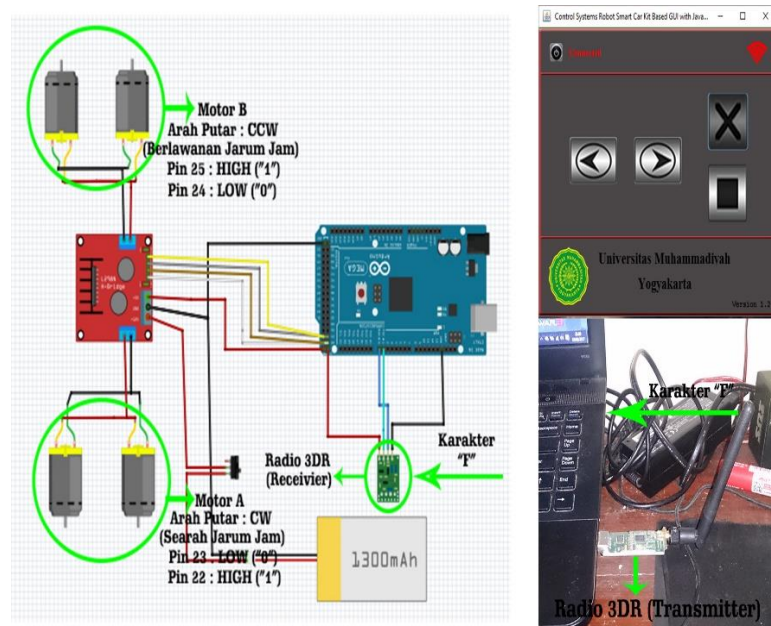 Motor B
Arah Putar : CCW
(Berlawanan Jarum Jam)
Pin 25 : HIGH ("1")
Pin 24 : LOW ("0")
Karakter
"F"
Radio 3DR
(Receivier)
Motor A
Arah Putar : CW
(Searah Jarum Jam)
Pin 23 : LOW ("0")
Pin 22 : HIGH ("1")
1300mAh
MEGA
ARDUINO
Control Systems Robot Smart Car Kit Based GUI with Java...
Universitas Muhammadiyah
Yogyakarta
Karakter "F"
Radio 3DR (Transmitter)